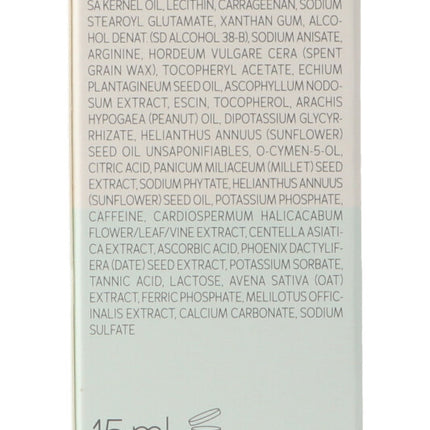 SA KERNEL OIL, LECITHIN, CARRAGEENAN, SODIUM
STEAROYL GLUTAMATE, XANTHAN GUM, ALCO-
HOL DENAT (SD ALCOHOL 38-B), SODIUM ANISATE,
ARGININE, HORDEUM VULGARE CERA (SPENT
GRAIN WAX), TOCOPHERYL ACETATE, ECHIUM
PLANTAGINEUM SEED OIL, ASCOPHYLLUM NODO-
SUM EXTRACT, ESCIN, TOCOPHEROL, ARACHIS
HYPOGAEA (PEANUT) OIL, DIPOTASSIUM GLYCYR-
RHIZATE, HELIANTHUS ANNUUS (SUNFLOWER)
SEED OIL UNSAPONIFIABLES, O-CYMEN-5-OL,
CITRIC ACID, PANICUM MILIACEUM (MILLET) SEED
EXTRACT, SODIUM PHYTATE, HELIANTHUS ANNUUS
(SUNFLOWER) SEED OIL, POTASSIUM PHOSPHATE,
CAFFEINE, CARDIOSPERMUM HALICACABUM
FLOWER/LEAF/VINE EXTRACT, CENTELLA ASIATI-
CA EXTRACT, ASCORBIC ACID, PHOENIX DACTYLIF-
ERA (DATE) SEED EXTRACT, POTASSIUM SORBATE,
TANNIC ACID, LACTOSE, AVENA SATIVA (OAT)
EXTRACT, FERRIC PHOSPHATE, MELILOTUS OFFIC-
INALIS EXTRACT, CALCIUM CARBONATE, SODIUM
SULFATE
15 ml